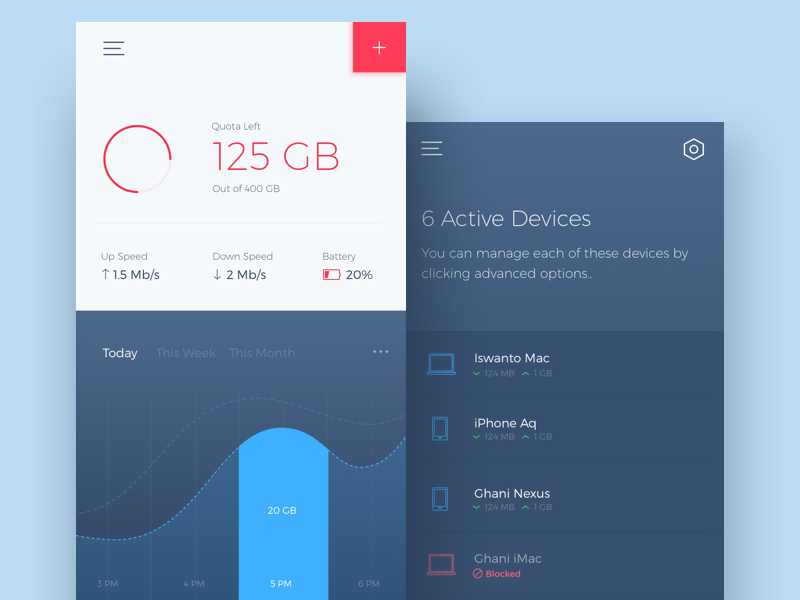 +
Quota Left
125 GB
Out of 400 GB
Up Speed
↑ 1.5 Mb/s
Down Speed
↓ 2 Mb/s
Battery
20%
Today This Week This Month
20 GB
3 PM 4 PM 5 PM 6 PM
6 Active Devices
You can manage each of these devices by
clicking advanced options..
Iswanto Mac
124 MB 1 GB
iPhone Aq
124 MB 1 GB
Ghani Nexus
124 MB 1 GB
Ghani iMac
Blocked